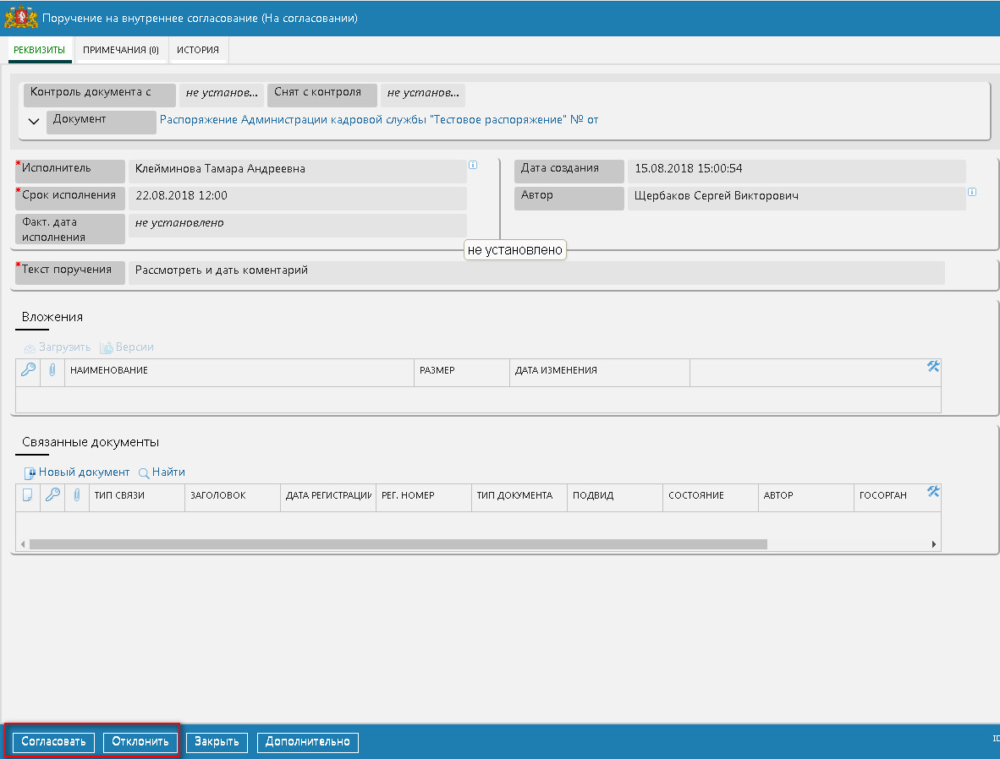 Поручение на внутреннее согласование (На согласовании)
РЕКВИЗИТЫ ПРИМЕЧАНИЯ (0) ИСТОРИЯ
Контроль документа с не установ... Снят с контроля не установ...
Документ Распоряжение Администрации кадровой службы "Тестовое распоряжение" № от
*Исполнитель Клейминова Тамара Андреевна Дата создания 15.08.2018 15:00:54
*Срок исполнения 22.08.2018 12:00 Автор Щербаков Сергей Викторович
Факт. дата
исполнения не установлено
не установлено
*Текст поручения Рассмотреть и дать коментарий
Вложения
Загрузить Версии
НАИМЕНОВАНИЕ РАЗМЕР ДАТА ИЗМЕНЕНИЯ
Связанные документы
Новый документ Найти
ТИП СВЯЗИ ЗАГОЛОВОК ДАТА РЕГИСТРАЦИИ РЕГ. НОМЕР ТИП ДОКУМЕНТА ПОДВИД СОСТОЯНИЕ АВТОР ГОСОРГАН
Согласовать Отклонить Закрыть Дополнительно ID